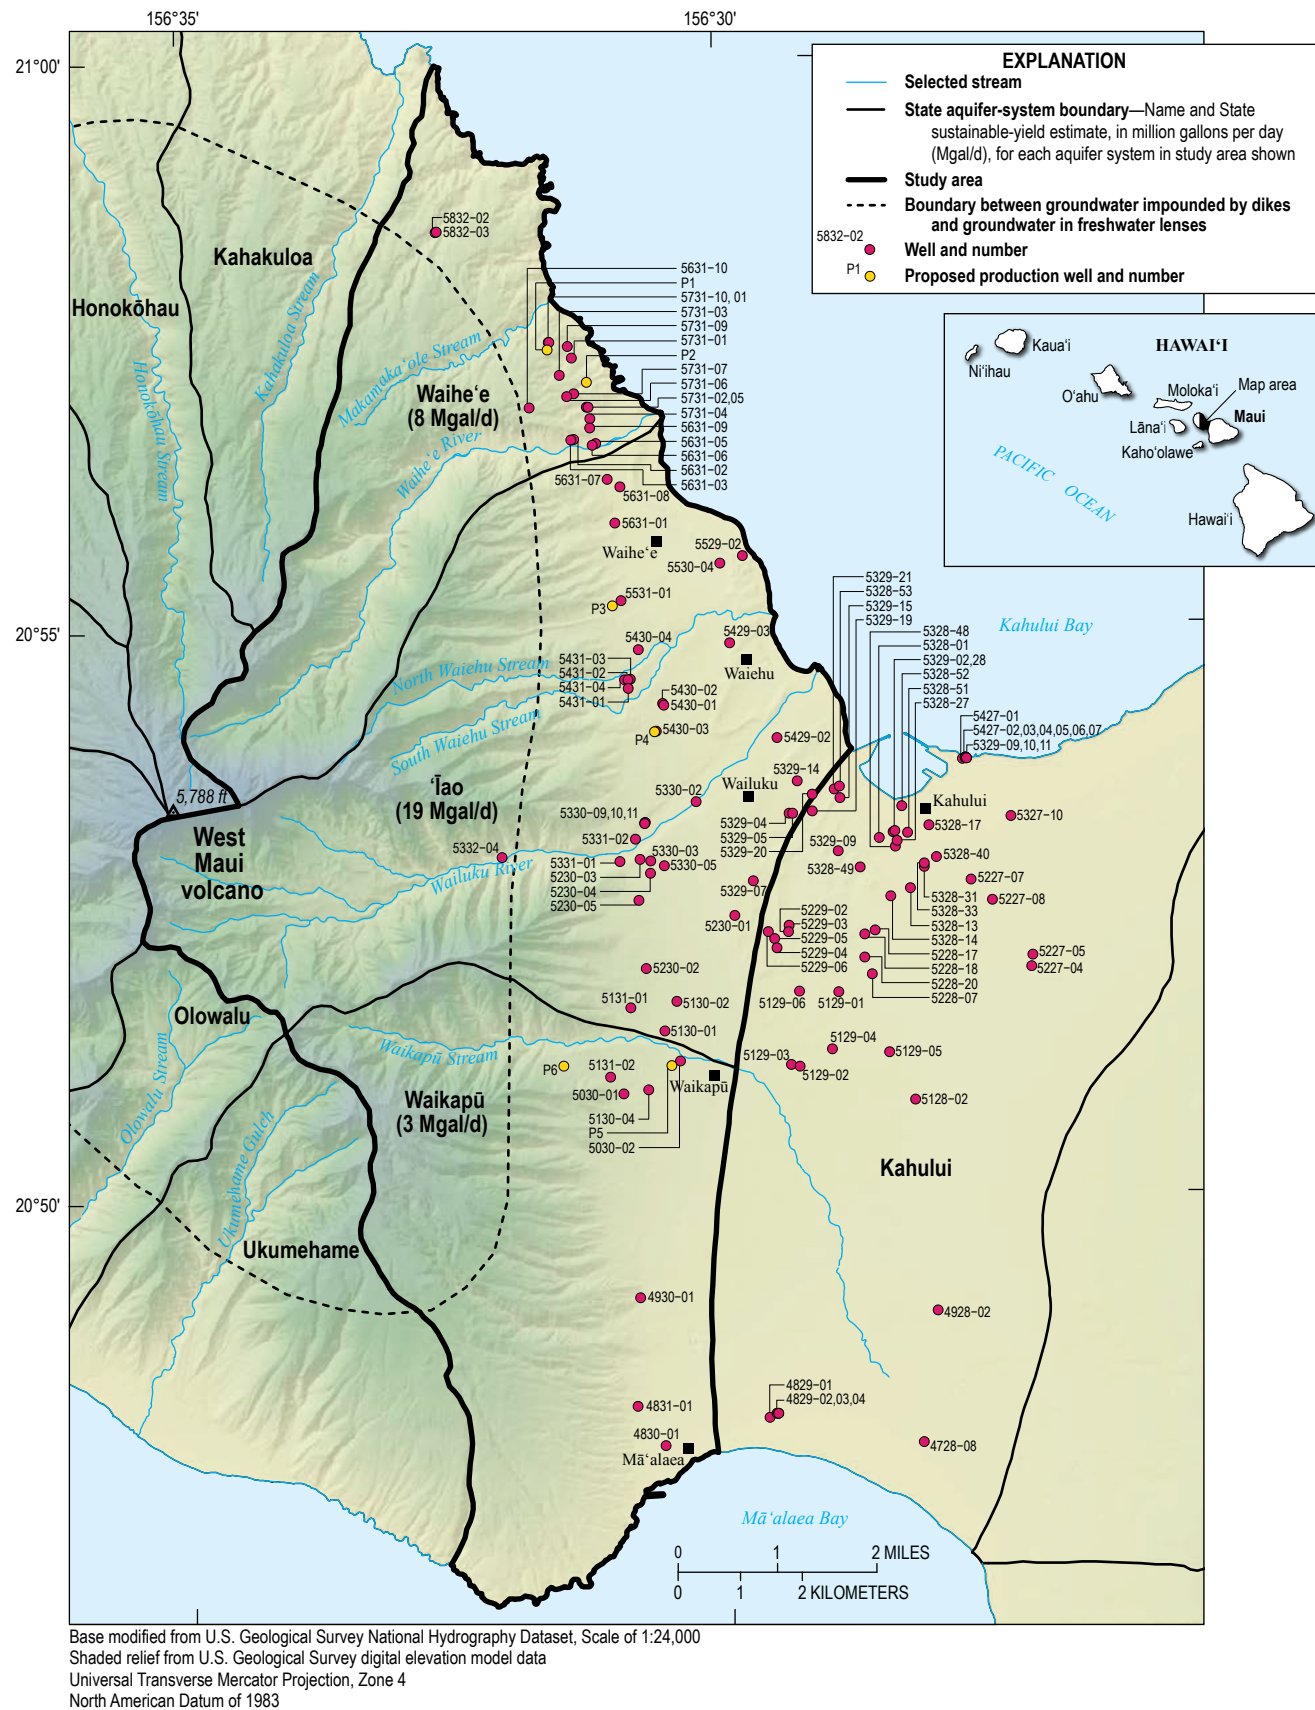 156°35'
156°30'
21°00'
20°55'
20°50'
EXPLANATION
Selected stream
State aquifer-system boundary—Name and State
sustainable-yield estimate, in million gallons per day
(Mgal/d), for each aquifer system in study area shown
Study area
Boundary between groundwater impounded by dikes
and groundwater in freshwater lenses
5832–02
Well and number
P1
Proposed production well and number
HAWAI‘I
Kaua‘i
Ni‘ihau
O‘ahu
Moloka‘i
Map area
Lāna‘i
Maui
Kaho‘olawe
PACIFIC OCEAN
Hawai‘i
5832–02
5832–03
Kahakuloa
Honokōhau
Honokōhau Stream
Kahakuloa Stream
Makamaka‘ole Stream
Waihe‘e
(8 Mgal/d)
Waihe‘e River
5631–10
P1
5731–10, 01
5731–03
5731–09
5731–01
P2
5731–07
5731–06
5731–02,05
5731–04
5631–09
5631–05
5631–06
5631–02
5631–03
5631–07
5631–08
5631–01
Waihe‘e
5529–02
5530–04
5531–01
P3
5430–04
5429–03
Waiehu
5431–03
5431–02
5431–04
5431–01
North Waiehu Stream
South Waiehu Stream
5430–02
5430–01
5430–03
P4
5429–02
5329–21
5328–53
5329–15
5329–19
5328–48
5328–01
5329–02,28
5328–52
5328–51
5328–27
Kahului Bay
5427–01
5427–02,03,04,05,06,07
5329–09,10,11
5,788 ft
‘Īao
(19 Mgal/d)
West
Maui
volcano
5329–14
Wailuku
5330–02
5330–09,10,11
5331–02
5332–04
5331–01
5230–03
5230–04
5230–05
5330–03
5330–05
Wailuku River
5329–04
5329–05
5329–20
5329–07
5230–01
5329–09
5328–49
Kahului
5328–17
5327–10
5328–40
5227–07
5227–08
5328–31
5328–33
5328–13
5328–14
5228–17
5228–18
5228–20
5228–07
5227–05
5227–04
5229–02
5229–03
5229–05
5229–04
5229–06
5230–02
5131–01
5130–02
5130–01
5129–06
5129–01
5129–04
5129–03
5129–02
5129–05
5128–02
Olowalu
Olowalu Stream
Waikapū Stream
P6
5131–02
5030–01
5130–04
P5
5030–02
Waikapū
Waikapū
(3 Mgal/d)
Ukumehame Gulch
Ukumehame
Kahului
4930–01
4928–02
4831–01
4830–01
Mā‘alaea
4829–01
4829–02,03,04
4728–08
Mā‘alaea Bay
0 1 2 MILES
0 1 2 KILOMETERS
Base modified from U.S. Geological Survey National Hydrography Dataset, Scale of 1:24,000
Shaded relief from U.S. Geological Survey digital elevation model data
Universal Transverse Mercator Projection, Zone 4
North American Datum of 1983